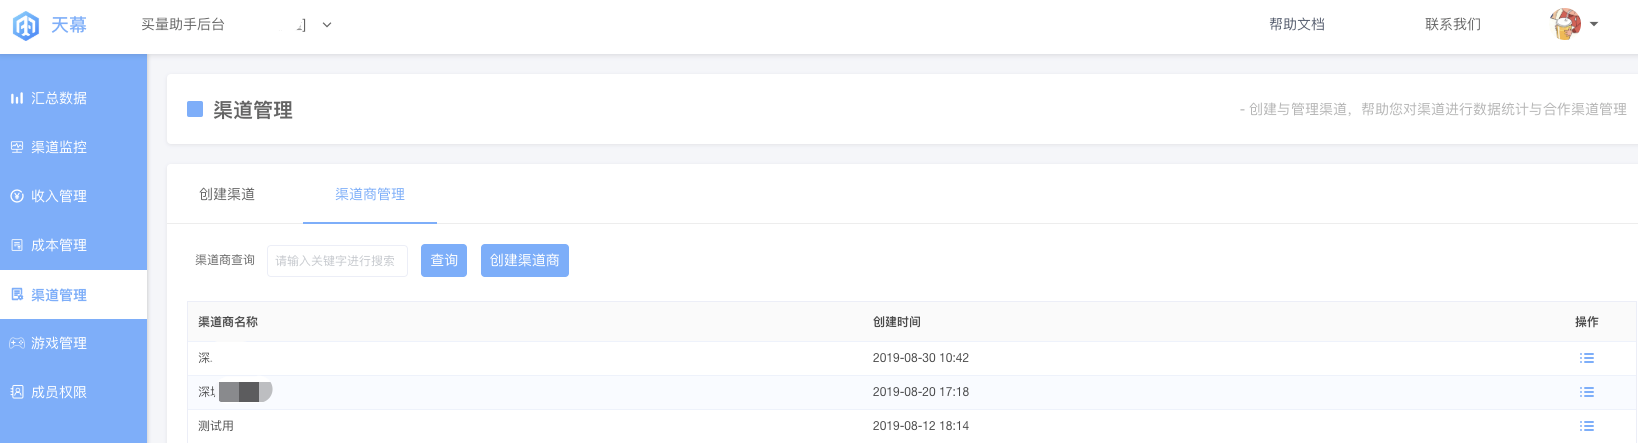 天幕
买量助手后台
帮助文档
联系我们
汇总数据
渠道监控
收入管理
成本管理
渠道管理
游戏管理
成员权限
渠道管理
- 创建与管理渠道，帮助您对渠道进行数据统计与合作渠道管理
创建渠道 渠道商管理
渠道商查询 请输入关键字进行搜索 查询 创建渠道商
渠道商名称 创建时间 操作
深 2019-08-30 10:42
深 2019-08-20 17:18
测试用 2019-08-12 18:14